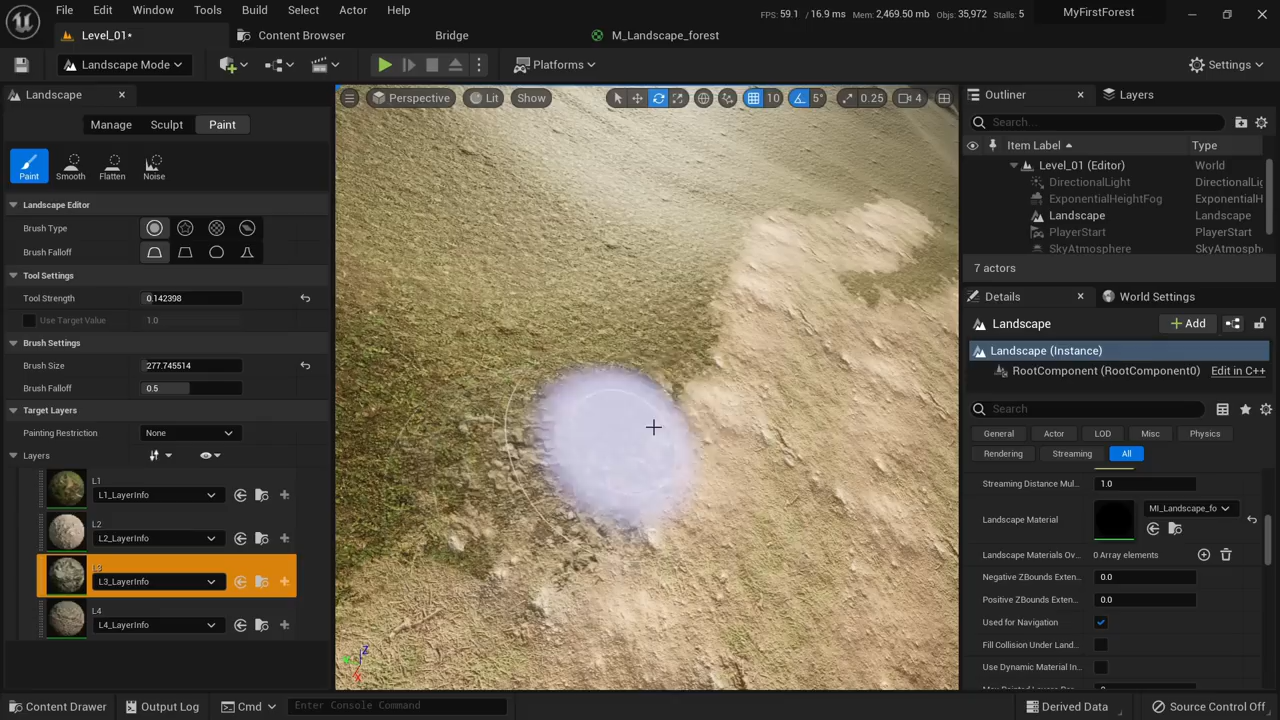 File Edit Window Tools Build Select Actor Help
FPS: 59.1 / 16.9 ms Mem: 2,469.50 mb Objs: 35,972 Stalls: 5
MyFirstForest
Level_01*
Content Browser
Bridge
M_Landscape_forest
Landscape Mode
Platforms
Settings
Landscape
Manage Sculpt Paint
Paint Smooth Flatten Noise
Landscape Editor
Brush Type
Brush Falloff
Tool Settings
Tool Strength 0.142398
Use Target Value 1.0
Brush Settings
Brush Size 277.745514
Brush Falloff 0.5
Target Layers
Painting Restriction None
Layers
L1
L1_LayerInfo
L2
L2_LayerInfo
L3
L3_LayerInfo
L4
L4_LayerInfo
Perspective Lit Show
10 5° 0.25 4
Z
X
Outliner Layers
Search...
Item Label Type
Level_01 (Editor) World
DirectionalLight DirectionalLig
ExponentialHeightFog ExponentialH
Landscape Landscape
PlayerStart PlayerStart
SkyAtmosphere SkyAtmosph
7 actors
Details World Settings
Landscape Add
Landscape (Instance)
RootComponent (RootComponent0) Edit in C++
Search
General Actor LOD Misc Physics
Rendering Streaming All
Streaming Distance Mul... 1.0
Landscape Material MI_Landscape_fo
Landscape Materials Ov... 0 Array elements
Negative ZBounds Exten... 0.0
Positive ZBounds Exten... 0.0
Used for Navigation
Fill Collision Under Land...
Use Dynamic Material In...
Content Drawer Output Log Cmd Enter Console Command
Derived Data Source Control Off